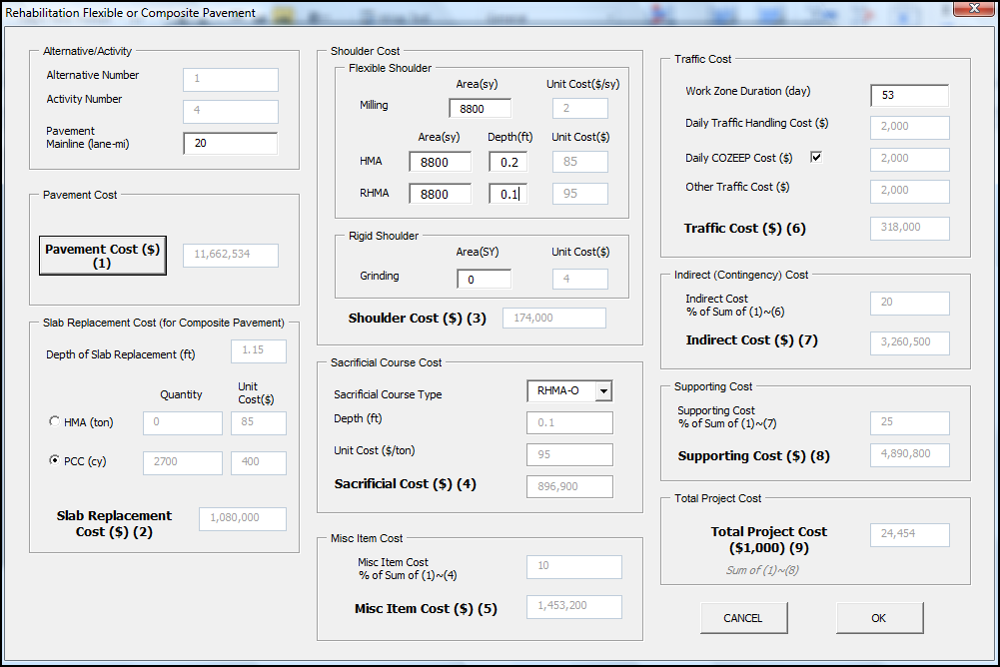 Rehabilitation Flexible or Composite Pavement
Alternative/Activity
Alternative Number 1
Activity Number 4
Pavement
Mainline (lane-mi) 20
Pavement Cost
Pavement Cost ($)
(1) 11,662,534
Slab Replacement Cost (for Composite Pavement)
Depth of Slab Replacement (ft) 1.15
Quantity Unit
Cost($)
HMA (ton) 0 85
PCC (cy) 2700 400
Slab Replacement
Cost ($) (2) 1,080,000
Shoulder Cost
Flexible Shoulder
Area(sy) Unit Cost($/sy)
Milling 8800 2
Area(sy) Depth(ft) Unit Cost($)
HMA 8800 0.2 85
RHMA 8800 0.1 95
Rigid Shoulder
Area(SY) Unit Cost($)
Grinding 0 4
Shoulder Cost ($) (3) 174,000
Sacrificial Course Cost
Sacrificial Course Type RHMA-O
Depth (ft) 0.1
Unit Cost ($/ton) 95
Sacrificial Cost ($) (4) 896,900
Misc Item Cost
Misc Item Cost
% of Sum of (1)~(4) 10
Misc Item Cost ($) (5) 1,453,200
Traffic Cost
Work Zone Duration (day) 53
Daily Traffic Handling Cost ($) 2,000
Daily COZEEP Cost ($) 2,000
Other Traffic Cost ($) 2,000
Traffic Cost ($) (6) 318,000
Indirect (Contingency) Cost
Indirect Cost
% of Sum of (1)~(6) 20
Indirect Cost ($) (7) 3,260,500
Supporting Cost
Supporting Cost
% of Sum of (1)~(7) 25
Supporting Cost ($) (8) 4,890,800
Total Project Cost
Total Project Cost
($1,000) (9) 24,454
Sum of (1)~(8)
CANCEL OK